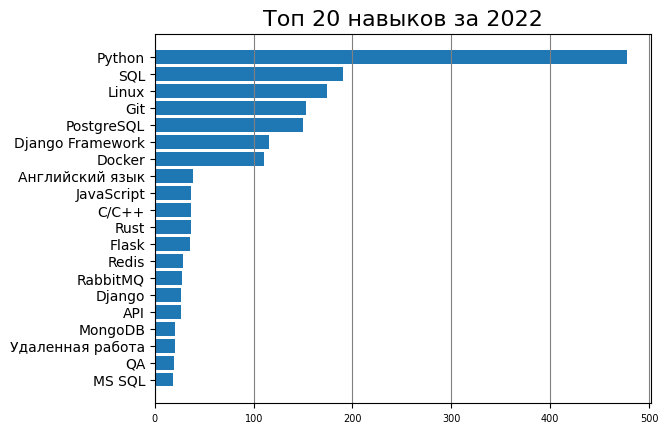 Топ 20 навыков за 2022
Python
SQL
Linux
Git
PostgreSQL
Django Framework
Docker
Английский язык
JavaScript
C/C++
Rust
Flask
Redis
RabbitMQ
Django
API
MongoDB
Удаленная работа
QA
MS SQL
0 100 200 300 400 500